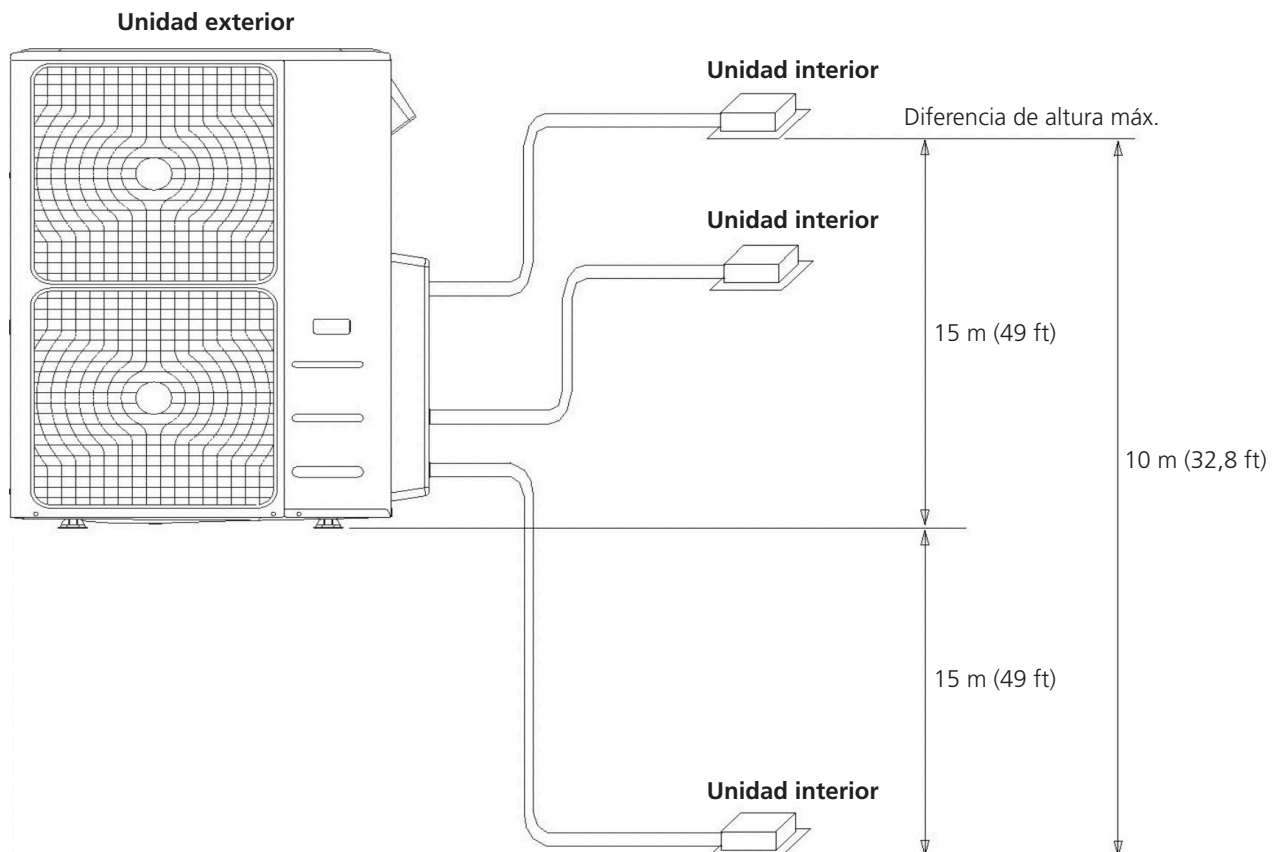 Unidad exterior
Unidad interior
Diferencia de altura máx.
Unidad interior
15 m (49 ft)
10 m (32,8 ft)
15 m (49 ft)
Unidad interior